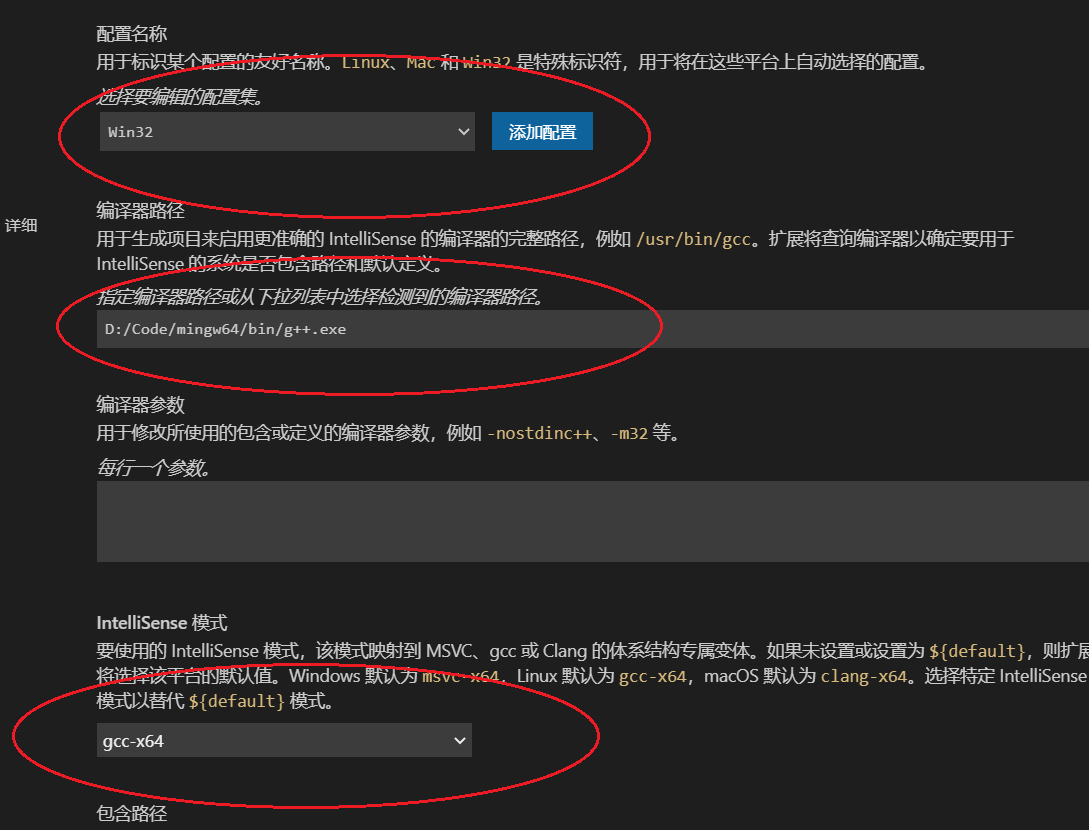 配置名称
用于标识某个配置的友好名称。Linux、Mac 和 Win32 是特殊标识符，用于将在这些平台上自动选择的配置。
选择要编辑的配置集。
Win32
添加配置
详细
编译器路径
用于生成项目来启用更准确的 IntelliSense 的编译器的完整路径，例如 /usr/bin/gcc。扩展将查询编译器以确定要用于
IntelliSense 的系统是否包含路径和默认定义。
指定编译器路径或从下拉列表中选择检测到的编译器路径。
D:/Code/mingw64/bin/g++.exe
编译器参数
用于修改所使用的包含或定义的编译器参数，例如 -nostdinc++、-m32 等。
每行一个参数。
IntelliSense 模式
要使用的 IntelliSense 模式，该模式映射到 MSVC、gcc 或 Clang 的体系结构专属变体。如果未设置或设置为 ${default}，则扩展
将选择该平台的默认值。Windows 默认为 msvc-x64，Linux 默认为 gcc-x64，macOS 默认为 clang-x64。选择特定 IntelliSense
模式以替代 ${default} 模式。
gcc-x64
包含路径